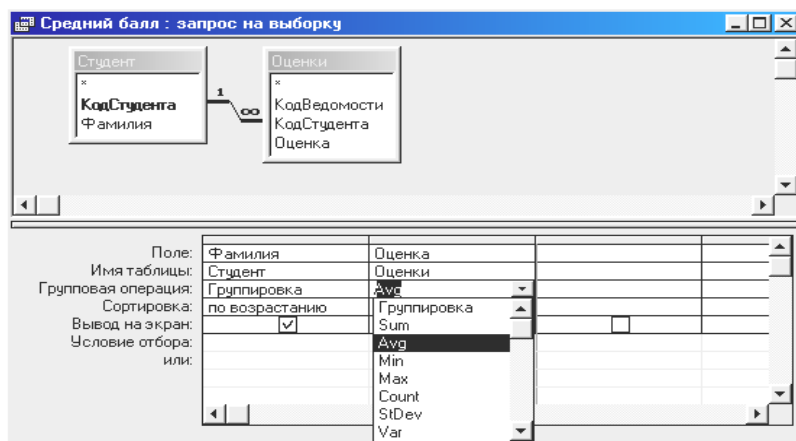 Средний балл : запрос на выборку
Студент
*
КодСтудента
Фамилия
1
∞
Оценки
*
КодВедомости
КодСтудента
Оценка
Поле: Фамилия Оценка
Имя таблицы: Студент Оценки
Групповая операция: Группировка Avg
Сортировка: по возрастанию Группировка
Вывод на экран: Sum
Условие отбора: Avg
или: Min
Max
Count
StDev
Var